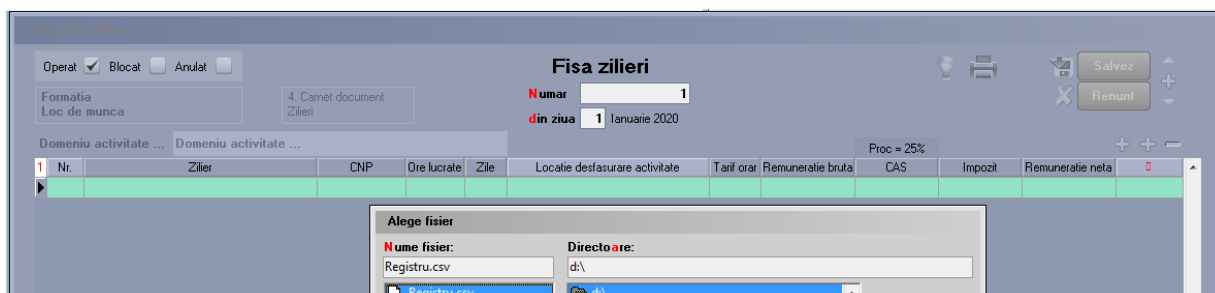 Operat Blocat Anulat
Fisa zilieri
Salvez
Formatia
Loc de munca
4. Carnet document
Zilieri
Numar 1
Renunt
din ziua 1 Ianuarie 2020
Domeniu activitate ... Domeniu activitate ...
Proc = 25%
1 Nr. Zilier CNP Ore lucrate Zile Locatie desfasurare activitate Tarif orar Remuneratie bruta CAS Impozit Remuneratie neta
Alege fisier
Nume fisier: Directoare:
Registru.csv d:\
Registru.csv d:\